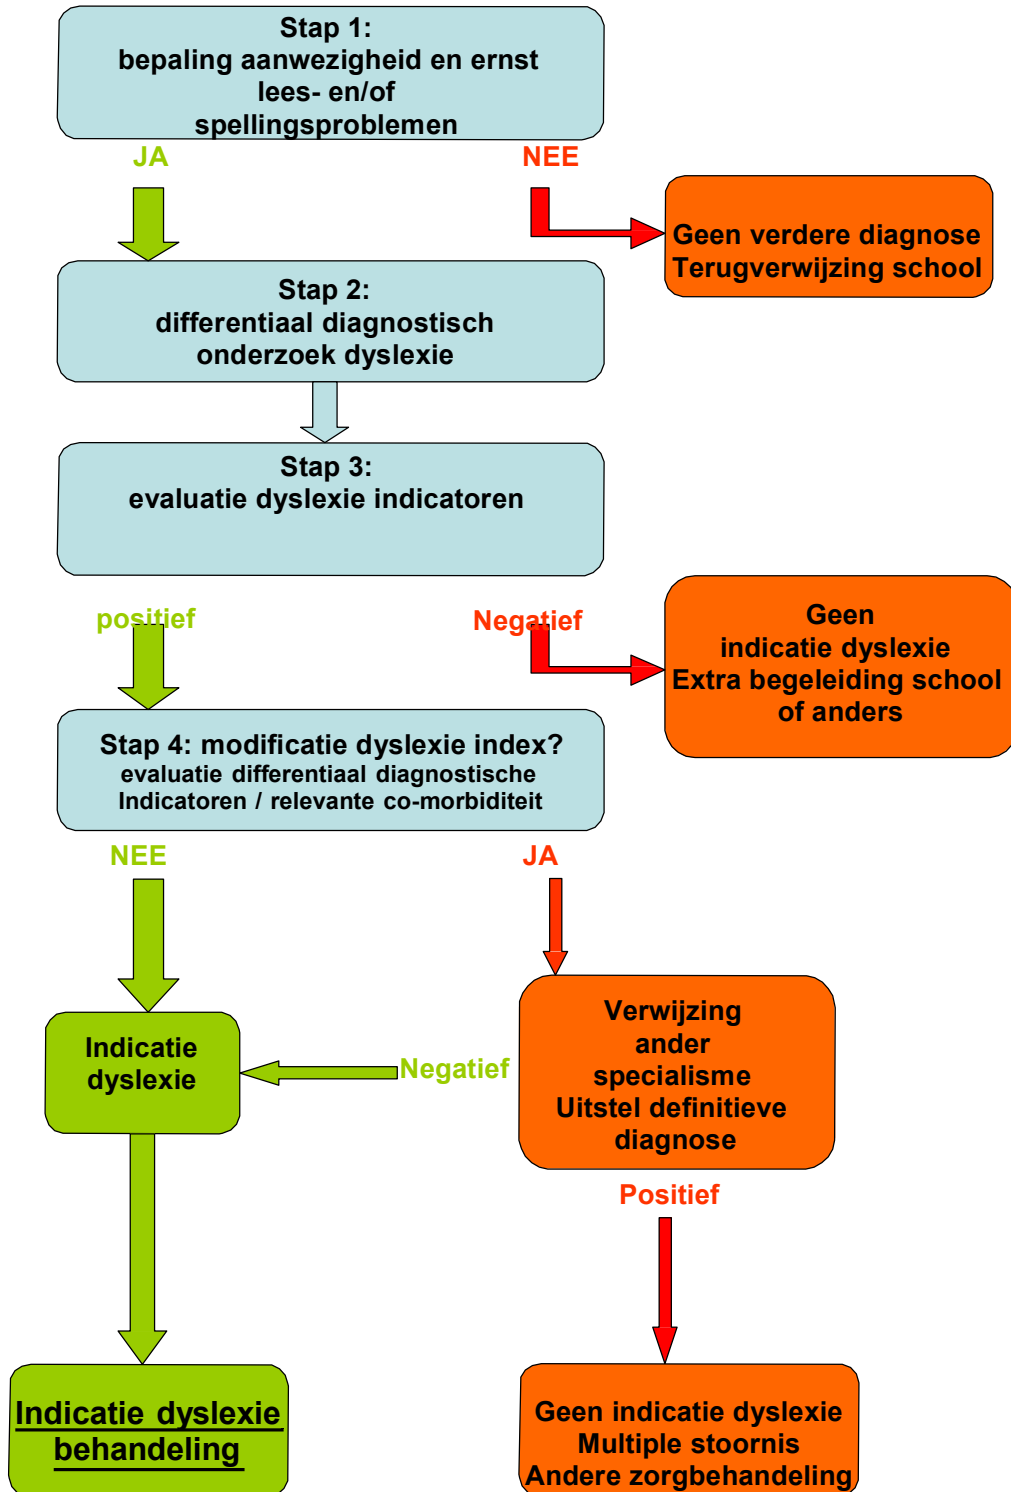 Stap 1:
bepaling aanwezigheid en ernst
lees- en/of
spellingsproblemen
JA
NEE
Geen verdere diagnose
Terugverwijzing school
Stap 2:
differentiaal diagnostisch
onderzoek dyslexie
Stap 3:
evaluatie dyslexie indicatoren
positief
Negatief
Geen
indicatie dyslexie
Extra begeleiding school
of anders
Stap 4: modificatie dyslexie index?
evaluatie differentiaal diagnostische
Indicatoren / relevante co-morbiditeit
NEE
JA
Indicatie
dyslexie
Negatief
Verwijzing
ander
specialisme
Uitstel definitieve
diagnose
Positief
Indicatie dyslexie
behandeling
Geen indicatie dyslexie
Multiple stoornis
Andere zorgbehandeling